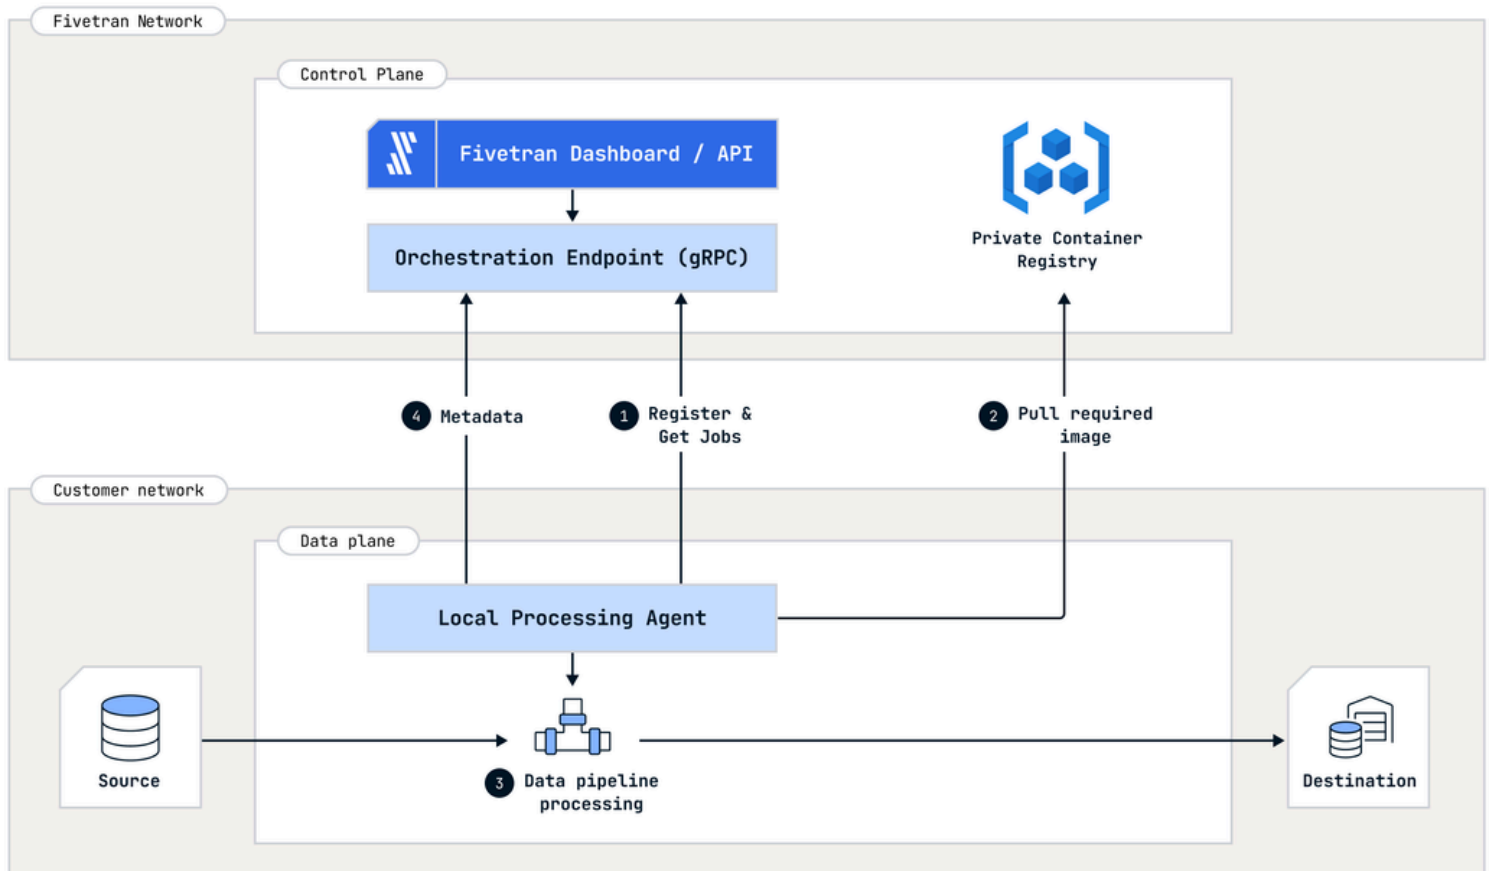 Fivetran Network
Control Plane
Fivetran Dashboard / API
Orchestration Endpoint (gRPC)
Private Container
Registry
4 Metadata
1 Register &
Get Jobs
2 Pull required
image
Customer network
Data plane
Local Processing Agent
Source
3 Data pipeline
processing
Destination